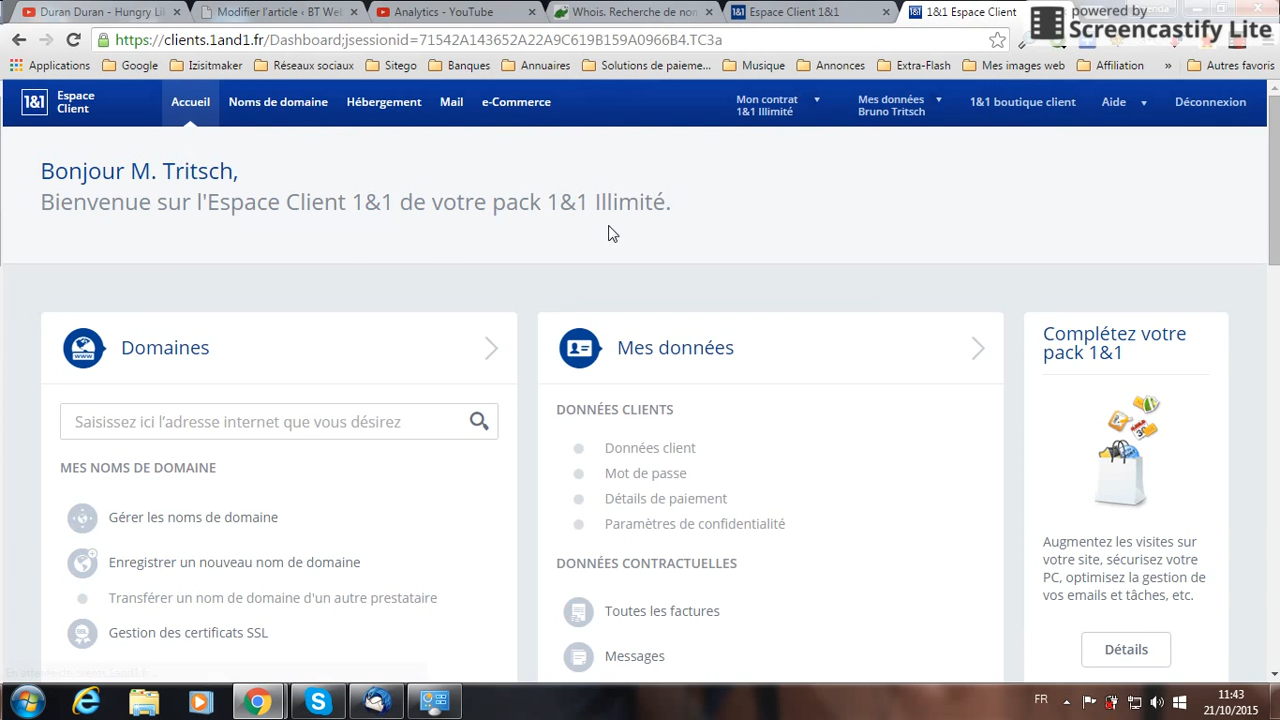 Duran Duran - Hungry Li
Modifier l'article ‹ BT We
Analytics - YouTube
Whois. Recherche de non
Espace Client 1&1
1&1 Espace Client
powered by
Screencastify Lite
https://clients.1and1.fr/Dashboard
Applications
Google
Izisitmaker
Réseaux sociaux
Sitego
Banques
Annuaires
Solutions de paieme...
Musique
Annonces
Extra-Flash
Mes images web
Affiliation
»
Autres favoris
1&1
Espace
Client
Accueil
Noms de domaine
Hébergement
Mail
e-Commerce
Mon contrat
1&1 Illimité
Mes données
Bruno Tritsch
1&1 boutique client
Aide
Déconnexion
Bonjour M. Tritsch,
Bienvenue sur l'Espace Client 1&1 de votre pack 1&1 Illimité.
www
Domaines
Saisissez ici l'adresse internet que vous désirez
MES NOMS DE DOMAINE
Gérer les noms de domaine
Enregistrer un nouveau nom de domaine
Transférer un nom de domaine d'un autre prestataire
Gestion des certificats SSL
Mes données
DONNÉES CLIENTS
Données client
Mot de passe
Détails de paiement
Paramètres de confidentialité
DONNÉES CONTRACTUELLES
Toutes les factures
Messages
Complétez votre
pack 1&1
Augmentez les visites sur
votre site, sécurisez votre
PC, optimisez la gestion de
vos emails et tâches, etc.
Détails
FR
11:43
21/10/2015